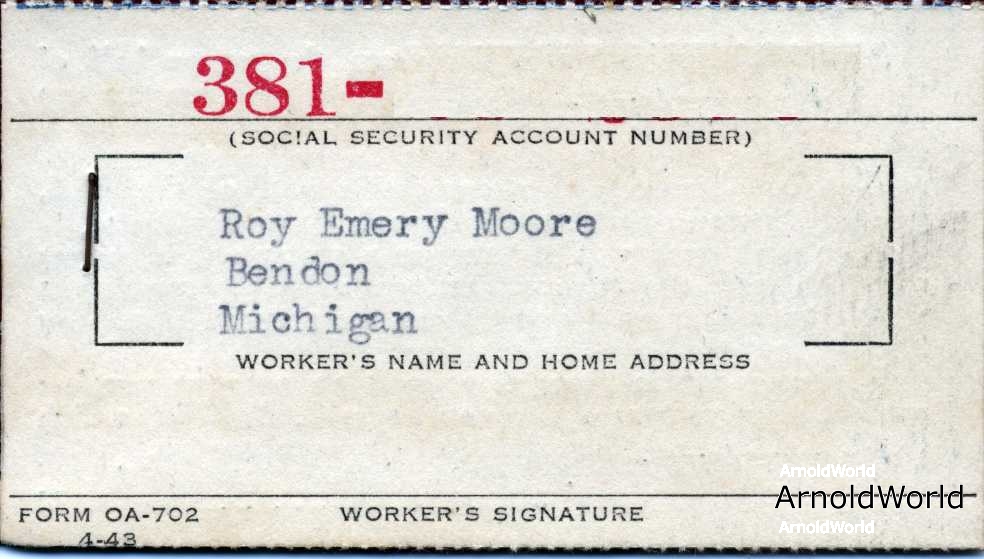 381-
(SOCIAL SECURITY ACCOUNT NUMBER)
Roy Emery Moore
Bendon
Michigan
WORKER'S NAME AND HOME ADDRESS
ArnoldWorld
ArnoldWorld
FORM OA-702 WORKER'S SIGNATURE
ArnoldWorld
4-43